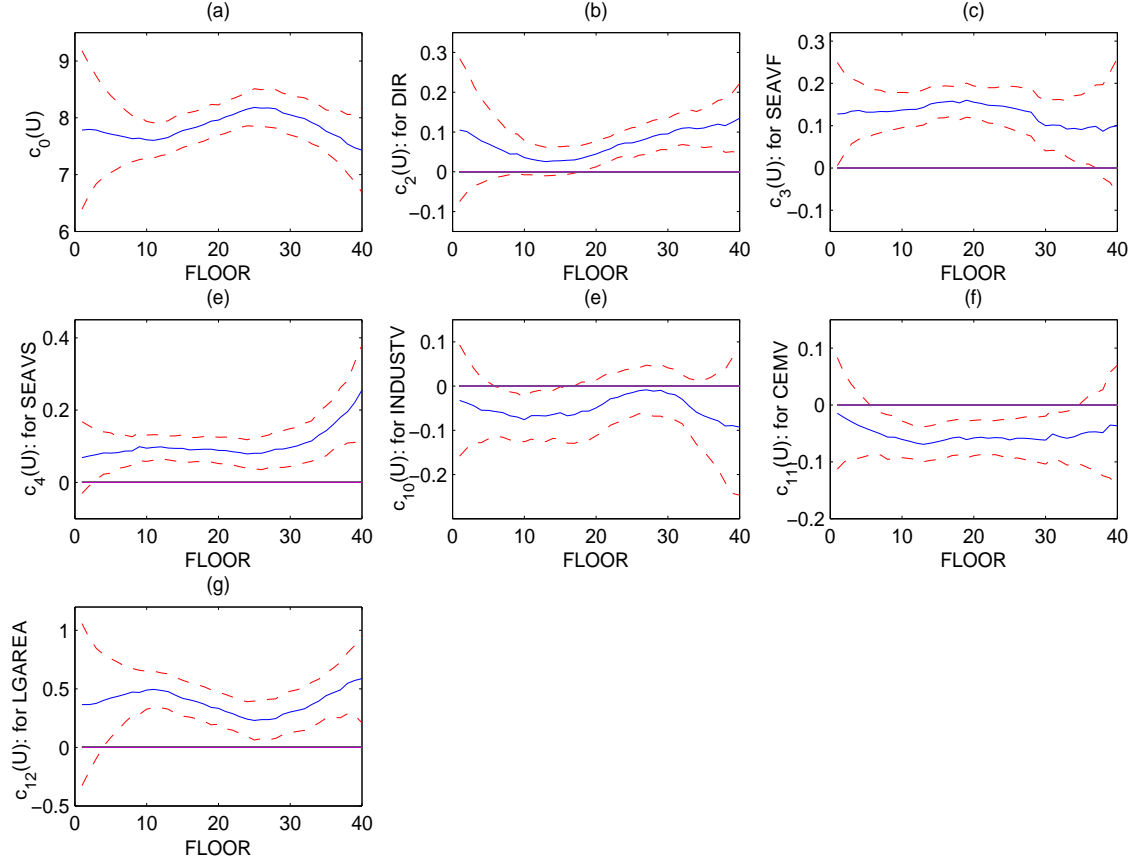 (a)
9
8
7
6
c0(U)
0 10 20 30 40
FLOOR
(b)
0.3
0.2
0.1
0
−0.1
c2(U): for DIR
0 10 20 30 40
FLOOR
(c)
0.3
0.2
0.1
0
−0.1
c3(U): for SEAVF
0 10 20 30 40
FLOOR
(e)
0.4
0.2
0
c4(U): for SEAVS
0 10 20 30 40
FLOOR
(e)
0.1
0
−0.1
−0.2
c10(U): for INDUSTV
0 10 20 30 40
FLOOR
(f)
0.1
0
−0.1
−0.2
c11(U): for CEMV
0 10 20 30 40
FLOOR
(g)
1
0.5
0
−0.5
c12(U): for LGAREA
0 10 20 30 40
FLOOR